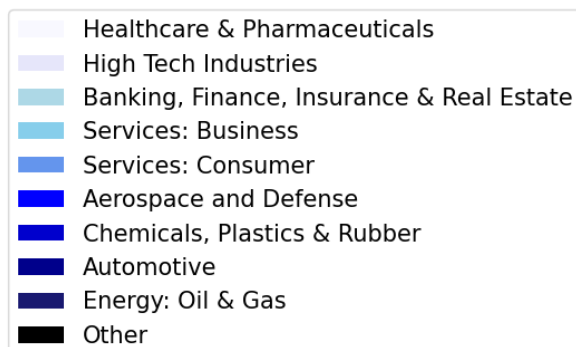 Healthcare & Pharmaceuticals
High Tech Industries
Banking, Finance, Insurance & Real Estate
Services: Business
Services: Consumer
Aerospace and Defense
Chemicals, Plastics & Rubber
Automotive
Energy: Oil & Gas
Other